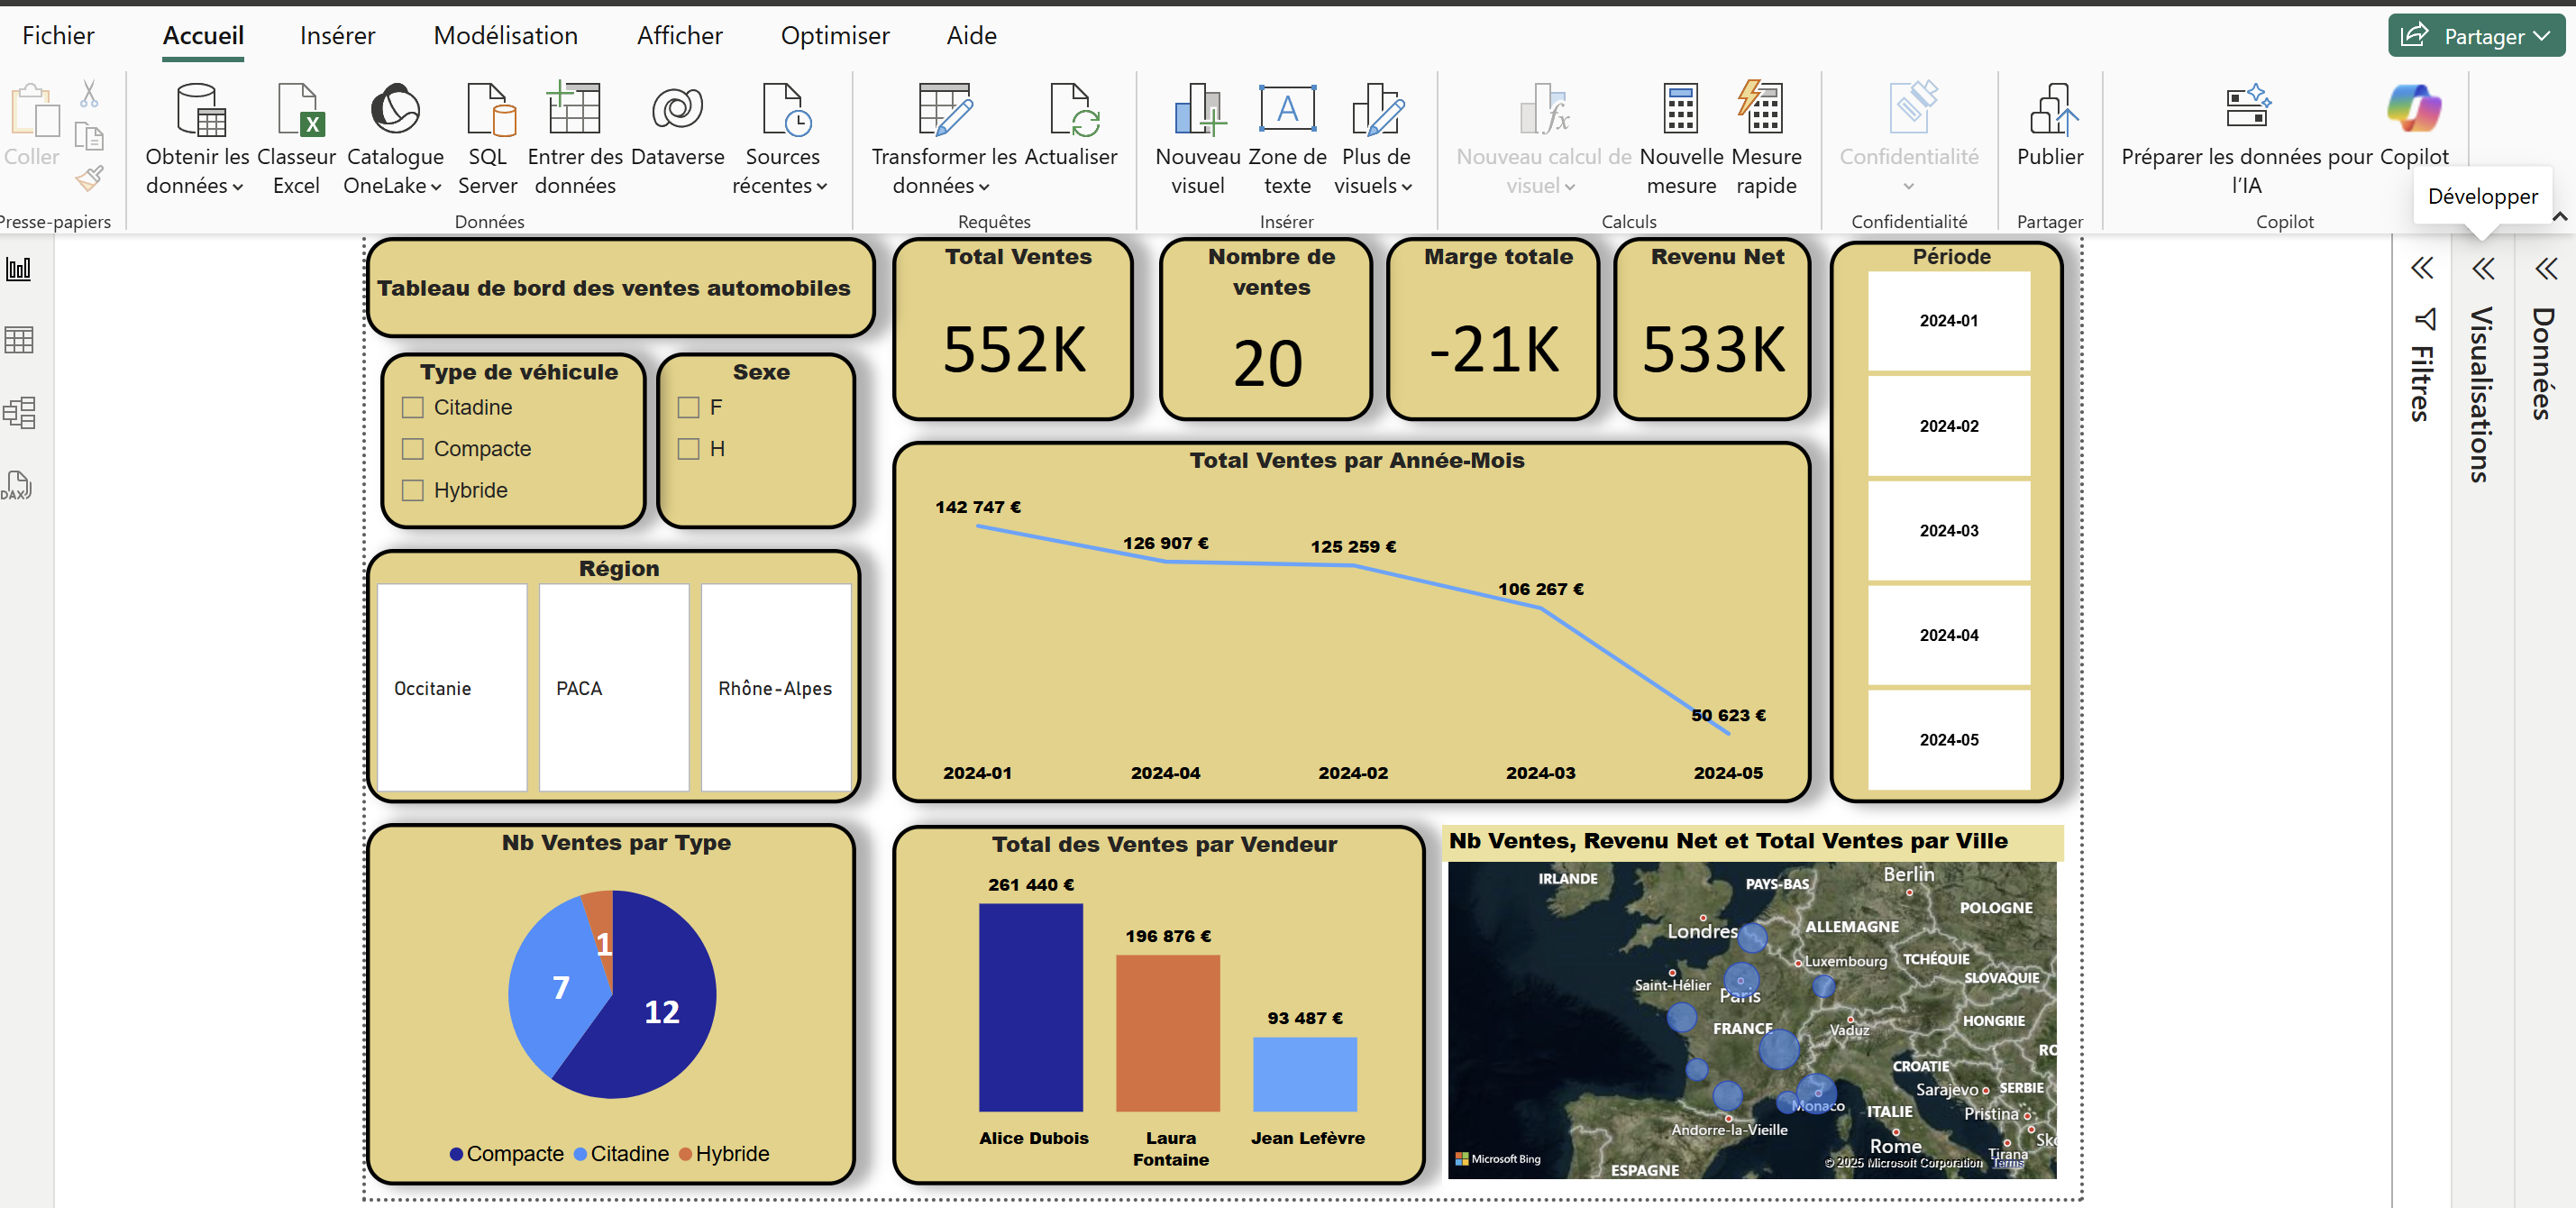 Fichier
Accueil
Insérer
Modélisation
Afficher
Optimiser
Aide
Partager
Coller
Presse-papiers
Obtenir les
données
Classeur
Excel
Catalogue
OneLake
SQL
Server
Entrer des
données
Dataverse
Sources
récentes
Données
Transformer les
données
Actualiser
Requêtes
Nouveau
visuel
Zone de
texte
Plus de
visuels
Insérer
Nouveau calcul de
visuel
Nouvelle
mesure
Mesure
rapide
Calculs
Confidentialité
Confidentialité
Publier
Partager
Préparer les données pour
l'IA
Copilot
Copilot
Développer
DAX
Tableau de bord des ventes automobiles
Total Ventes
552K
Nombre de
ventes
20
Marge totale
-21K
Revenu Net
533K
Période
2024-01
2024-02
2024-03
2024-04
2024-05
Type de véhicule
Citadine
Compacte
Hybride
Sexe
F
H
Région
Occitanie
PACA
Rhône-Alpes
Total Ventes par Année-Mois
142 747 €
126 907 €
125 259 €
106 267 €
50 623 €
2024-01
2024-04
2024-02
2024-03
2024-05
Nb Ventes par Type
1
7
12
Compacte
Citadine
Hybride
Total des Ventes par Vendeur
261 440 €
196 876 €
93 487 €
Alice Dubois
Laura
Fontaine
Jean Lefèvre
Nb Ventes, Revenu Net et Total Ventes par Ville
IRLANDE
PAYS-BAS
Berlin
POLOGNE
Londres
ALLEMAGNE
Luxembourg
TCHÉQUIE
SLOVAQUIE
Saint-Hélier
Paris
FRANCE
Vaduz
HONGRIE
RO
CROATIE
Sarajevo
SERBIE
Monaco
ITALIE
Pristina
Andorre-la-Vieille
Rome
Sko
Tirana
Microsoft Bing
ESPAGNE
© 2025 Microsoft Corporation
Terms
Filtres
Visualisations
Données